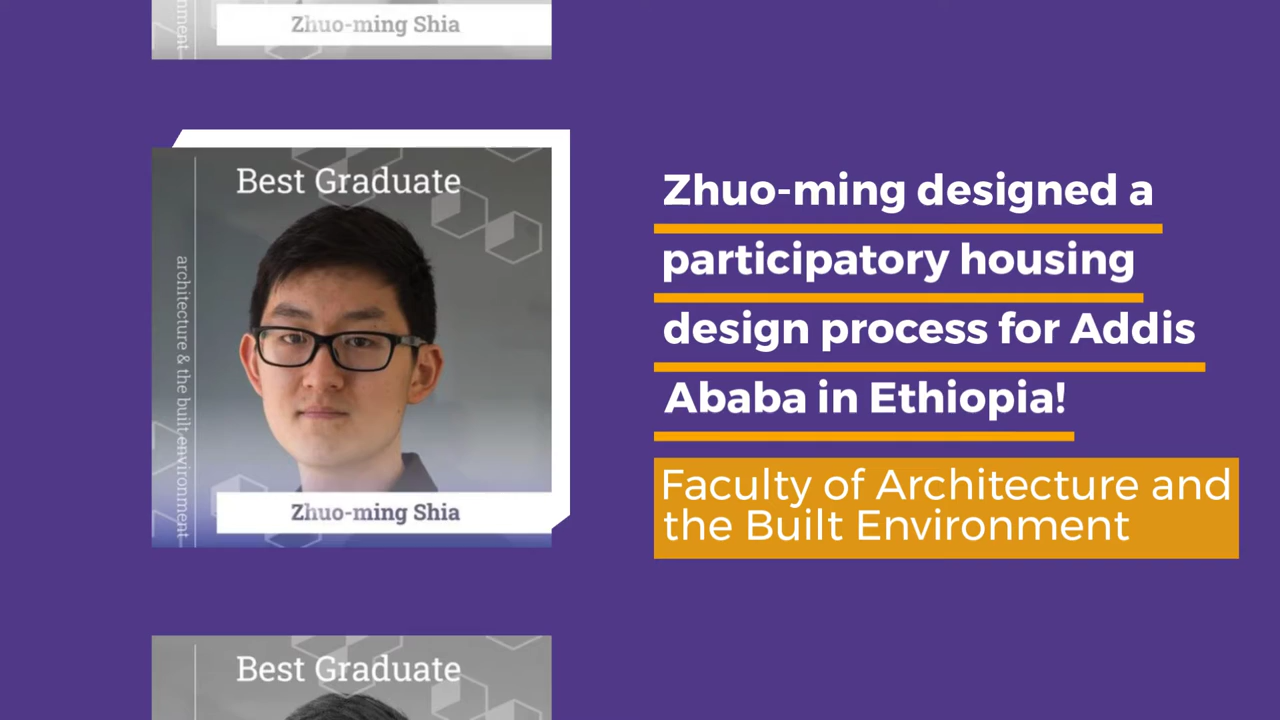 nment
Zhuo-ming Shia
Best Graduate
architecture & the built environment
Zhuo-ming Shia
Zhuo-ming designed a
participatory housing
design process for Addis
Ababa in Ethiopia!
Faculty of Architecture and
the Built Environment
Best Graduate